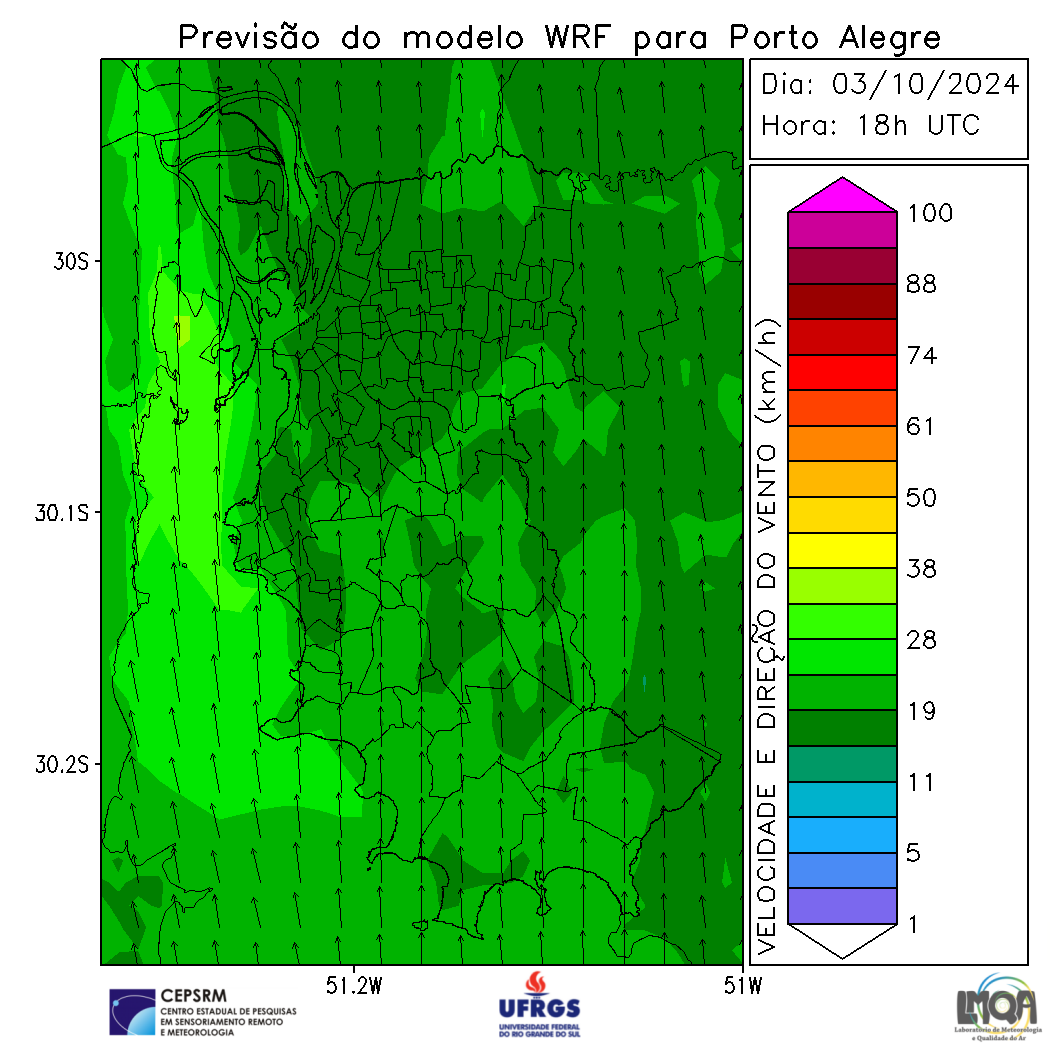 Previsão do modelo WRF para Porto Alegre
Dia: 03/10/2024
Hora: 18h UTC
30S
30.1S
30.2S
51.2W
51W
VELOCIDADE E DIREÇÃO DO VENTO (km/h)
100
88
74
61
50
38
28
19
11
5
1
CEPSRM
CENTRO ESTADUAL DE PESQUISAS
EM SENSORIAMENTO REMOTO
E METEOROLOGIA
UFRGS
UNIVERSIDADE FEDERAL
DO RIO GRANDE DO SUL
LMQA
Laboratório de Meteorologia
e Qualidade do Ar